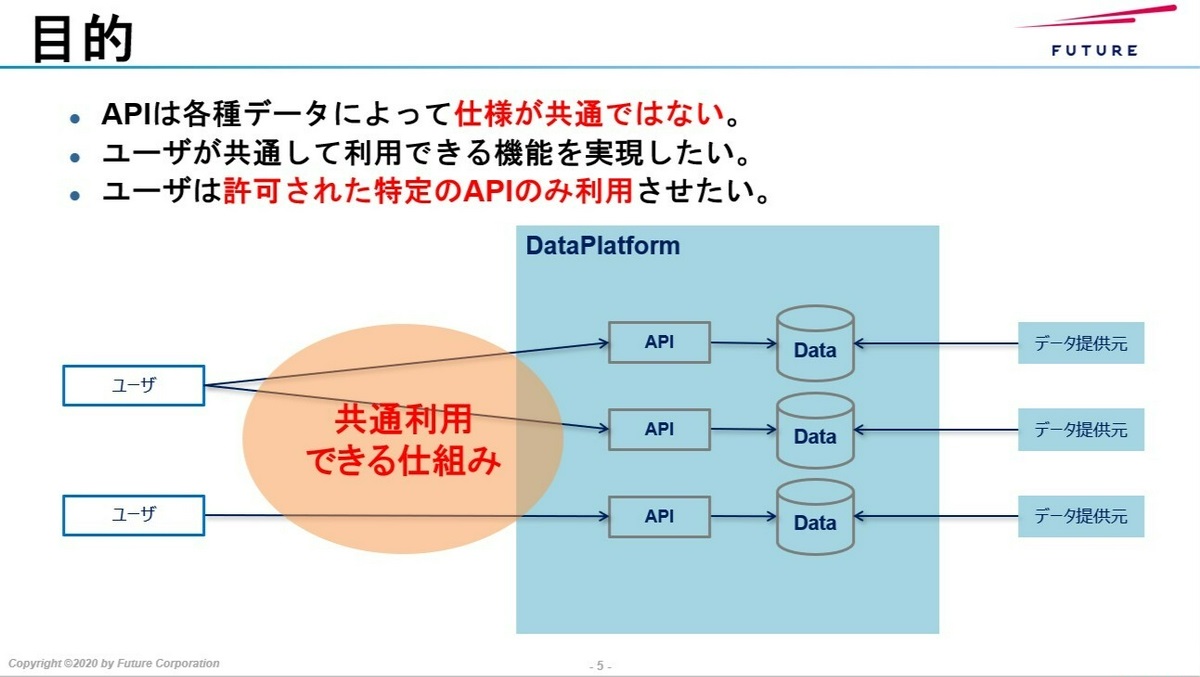 目的
FUTURE
APIは各種データによって仕様が共通ではない。
ユーザが共通して利用できる機能を実現したい。
ユーザは許可された特定のAPIのみ利用させたい。
DataPlatform
API
Data
データ提供元
ユーザ
共通利用
できる仕組み
API
Data
データ提供元
ユーザ
API
Data
データ提供元
Copyright ©2020 by Future Corporation
- 5 -